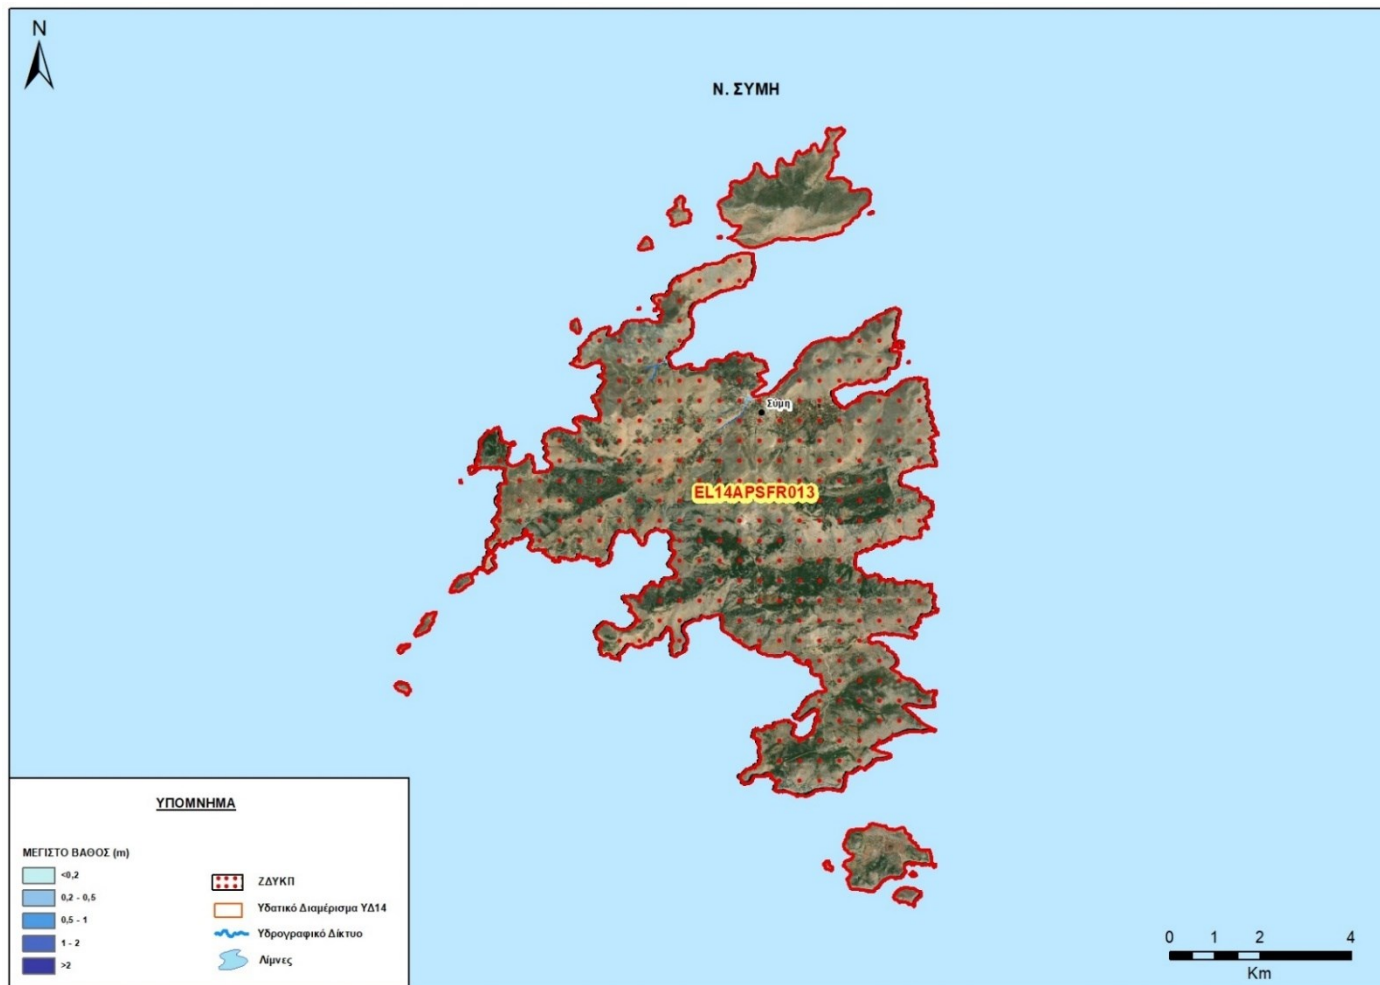 N
Ν. ΣΥΜΗ
Σύμη
EL14APSFR013
ΥΠΟΜΝΗΜΑ
ΜΕΓΙΣΤΟ ΒΑΘΟΣ (m)
<0,2
0,2 - 0,5
0,5 - 1
1 - 2
>2
ΖΔΥΚΠ
Υδατικό Διαμέρισμα ΥΔ14
Υδρογραφικό Δίκτυο
Λίμνες
0 1 2 4
Km